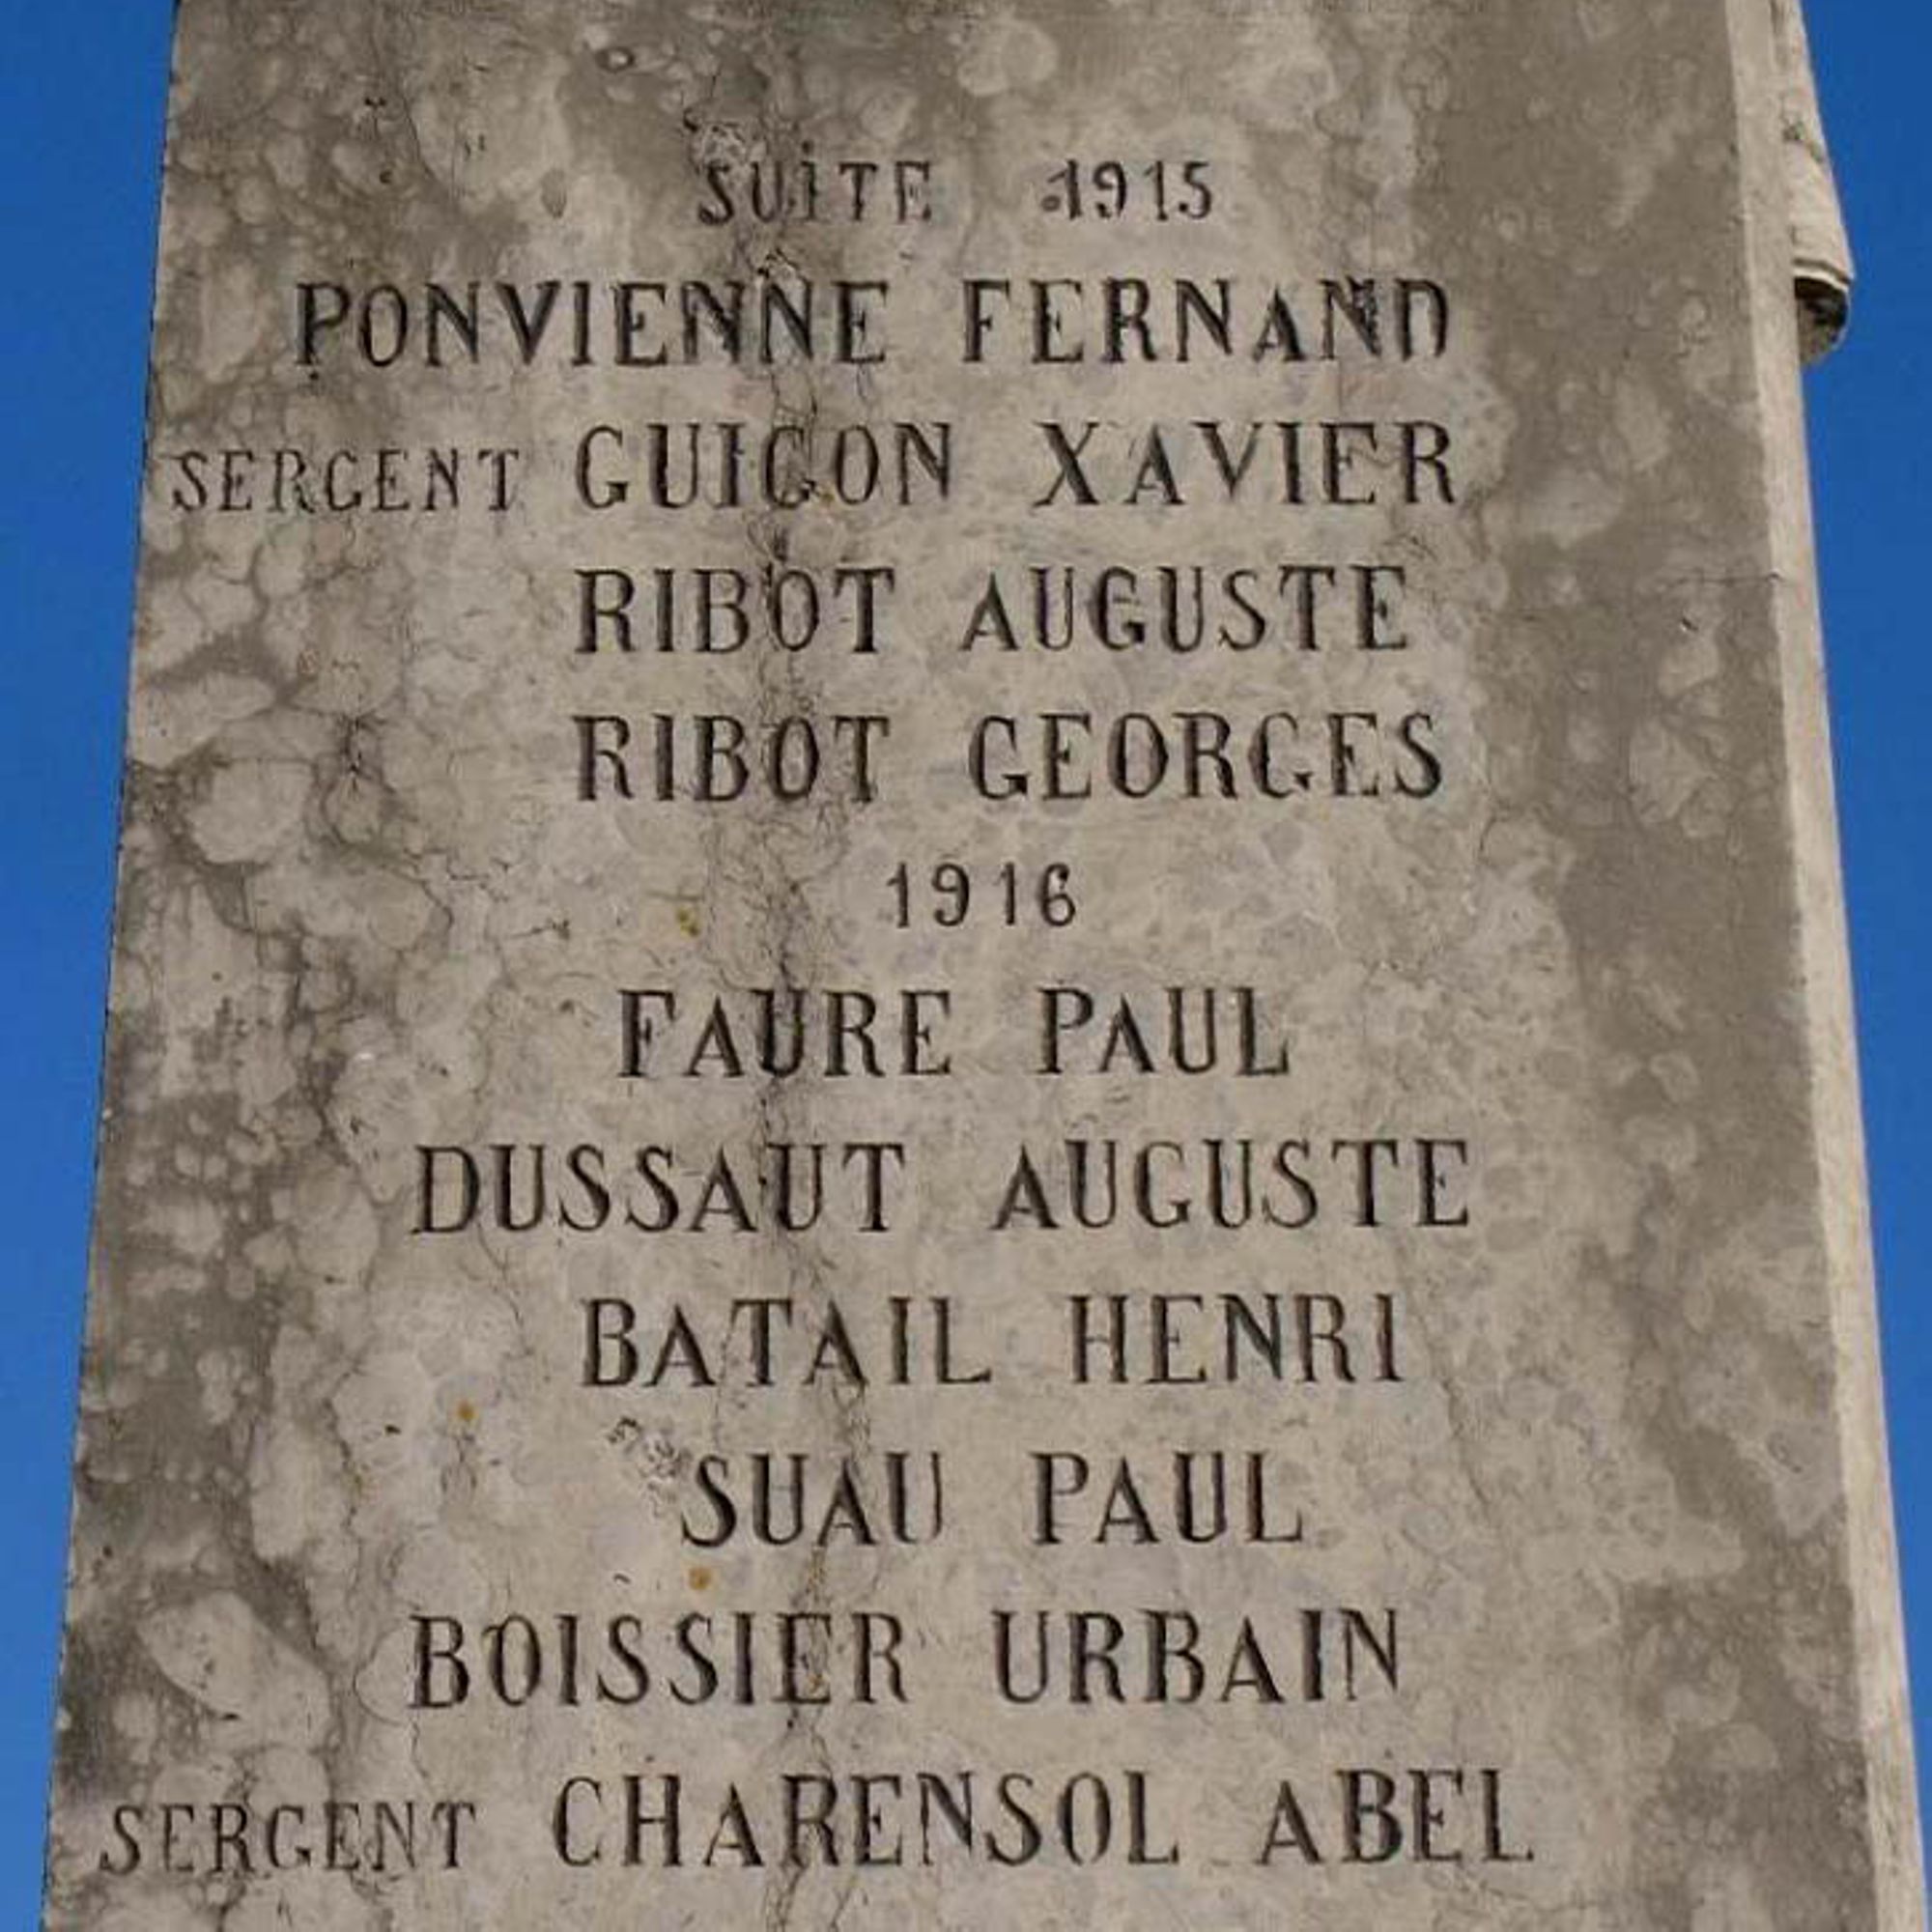 SUITE 1915
PONVIENNE FERNAND
SERGENT GUIGON XAVIER
RIBOT AUGUSTE
RIBOT GEORGES
1916
FAURE PAUL
DUSSAUT AUGUSTE
BATAIL HENRI
SUAU PAUL
BOISSIER URBAIN
SERGENT CHARENSOL ABEL